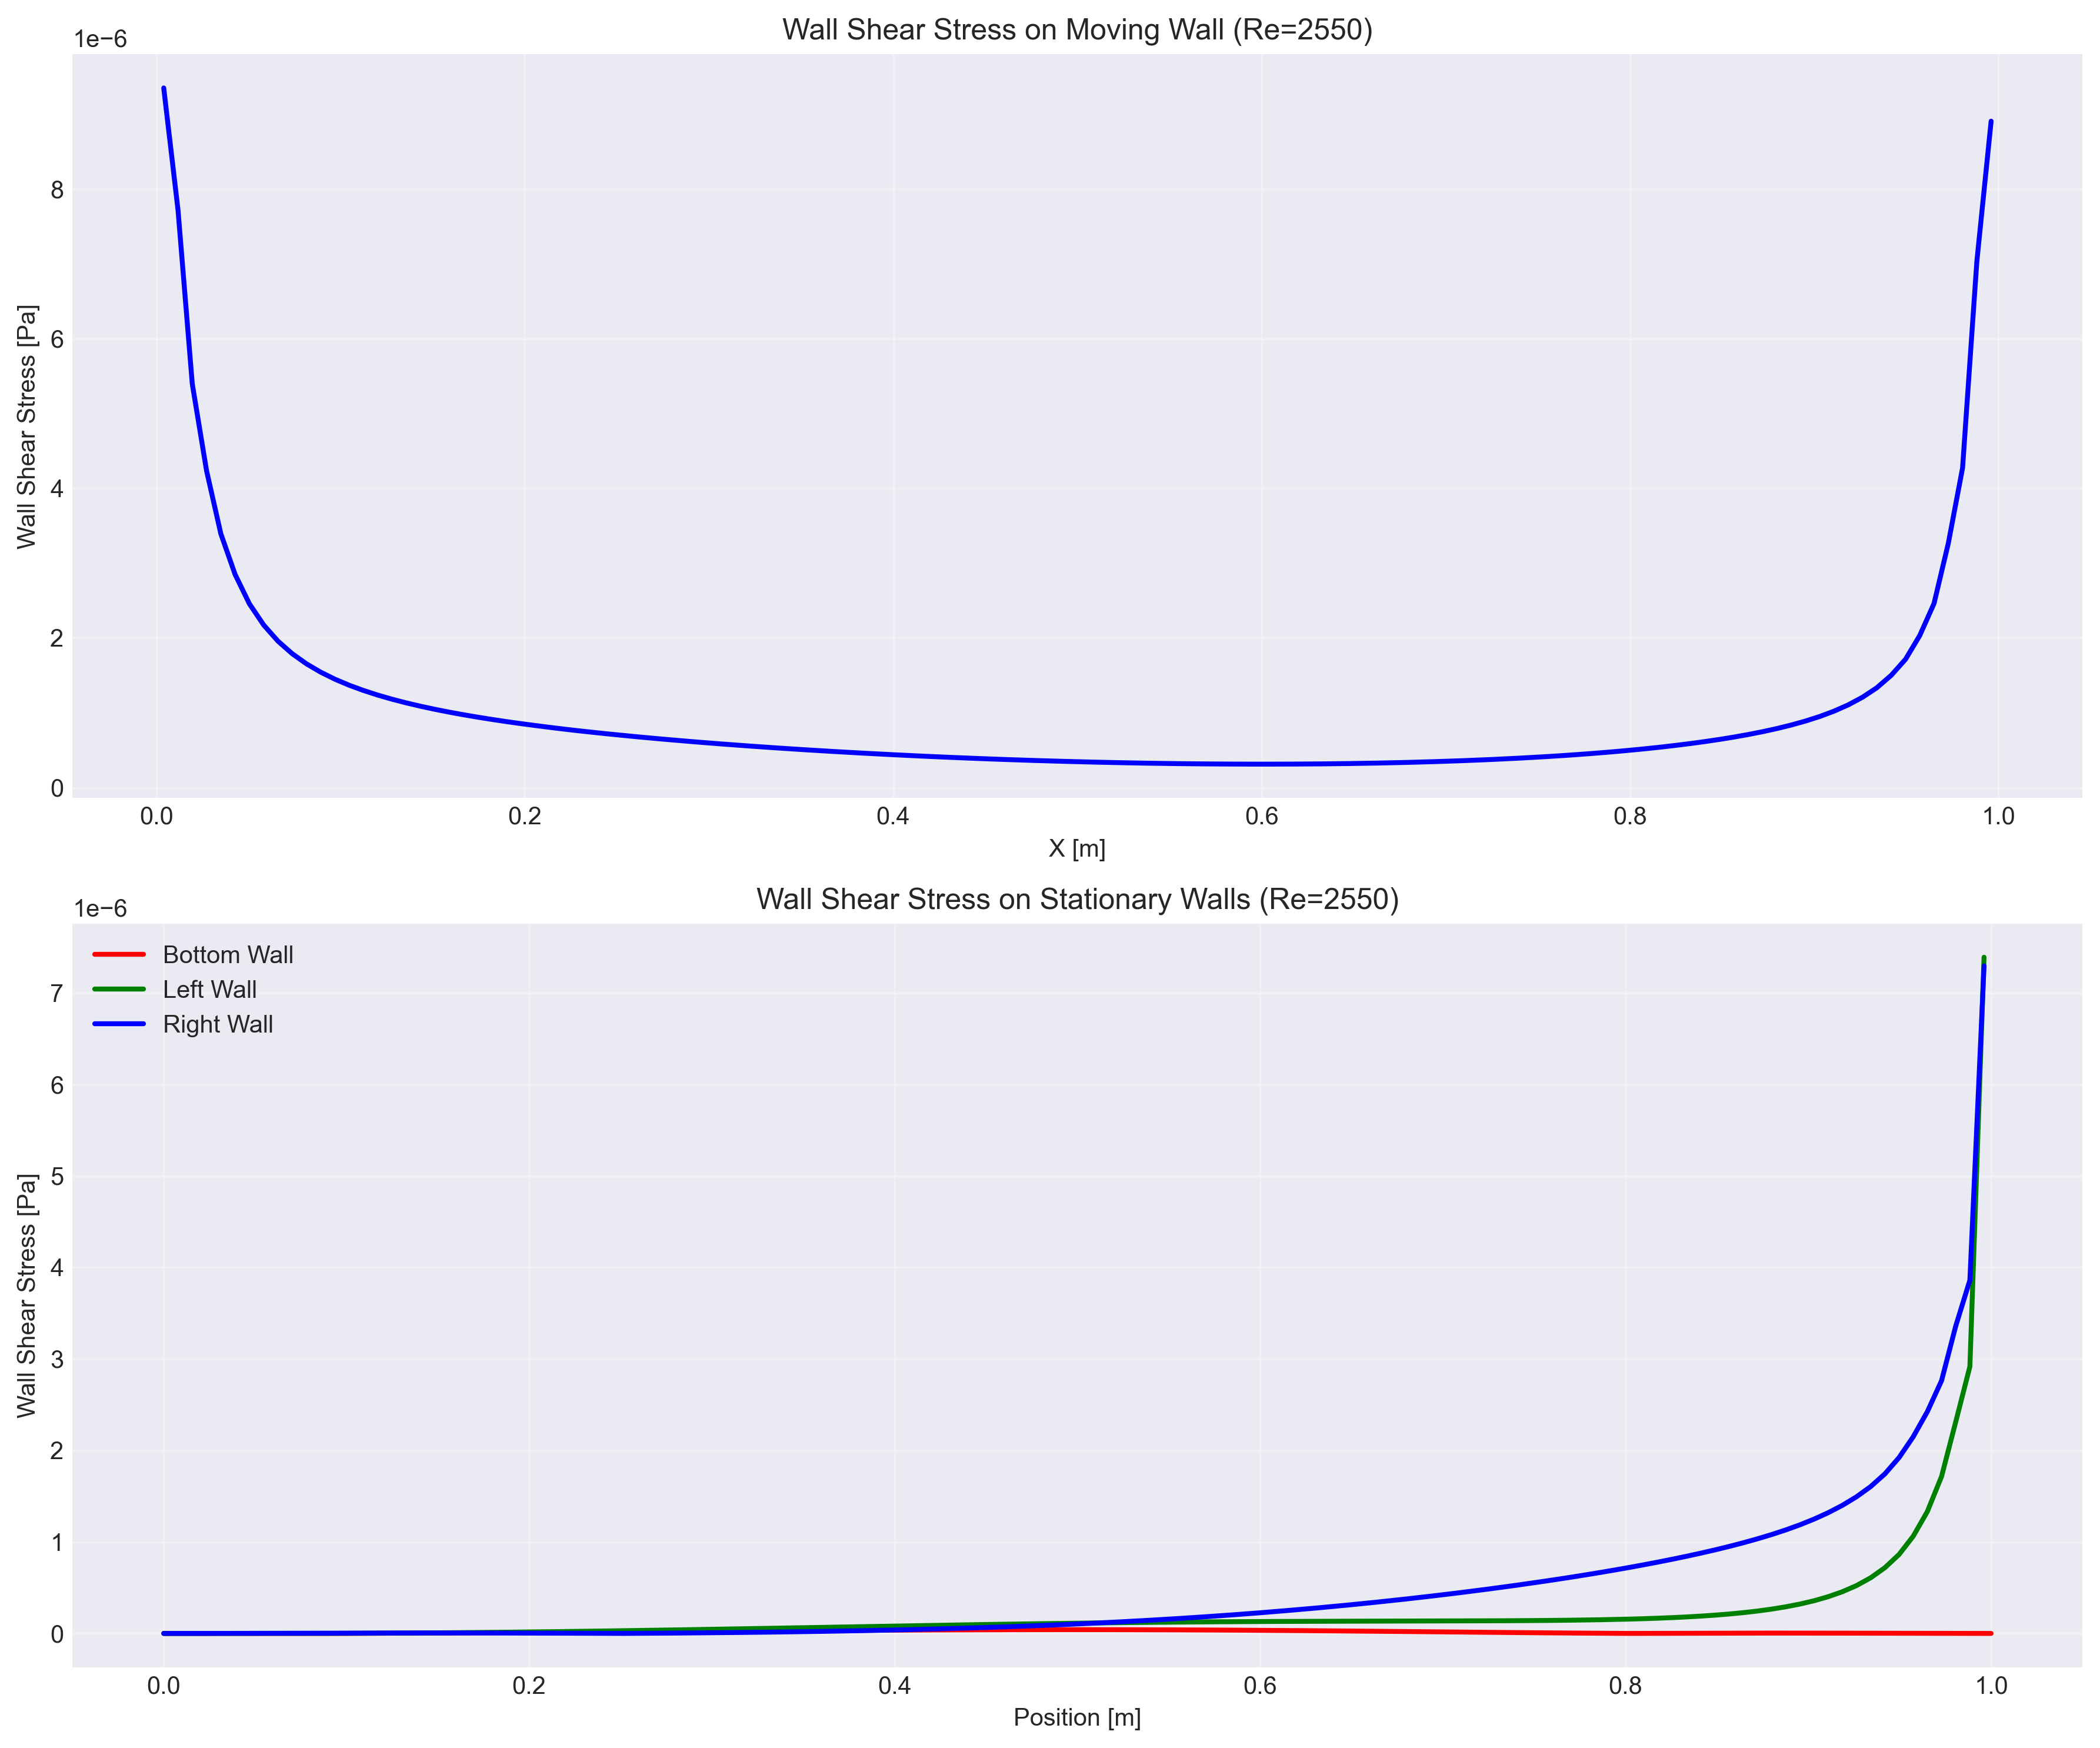 Wall Shear Stress on Moving Wall (Re=2550)
1e−6
8
6
4
2
0
Wall Shear Stress [Pa]
0.0 0.2 0.4 0.6 0.8 1.0
X [m]
Wall Shear Stress on Stationary Walls (Re=2550)
1e−6
Bottom Wall
Left Wall
Right Wall
7
6
5
4
3
2
1
0
Wall Shear Stress [Pa]
0.0 0.2 0.4 0.6 0.8 1.0
Position [m]